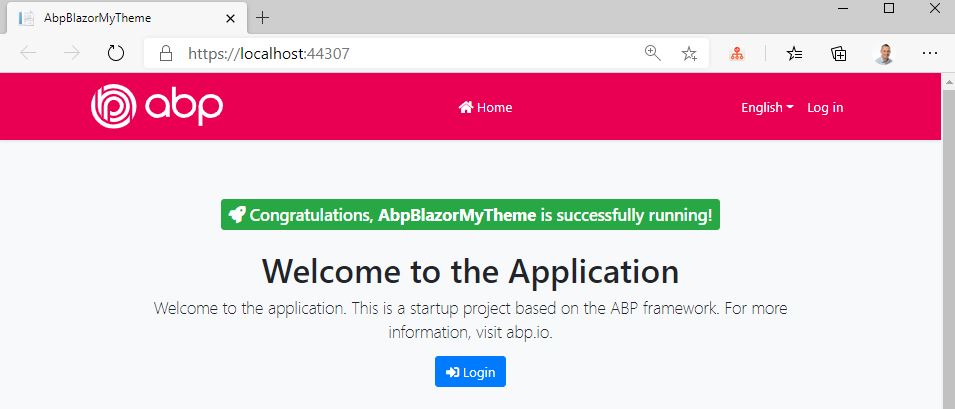 AbpBlazorMyTheme
https://localhost:44307
abp
Home
English
Log in
Congratulations, AbpBlazorMyTheme is successfully running!
Welcome to the Application
Welcome to the application. This is a startup project based on the ABP framework. For more
information, visit abp.io.
Login